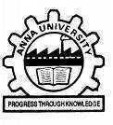 ANNA UNIVERSITY
PROGRESS THROUGH KNOWLEDGE